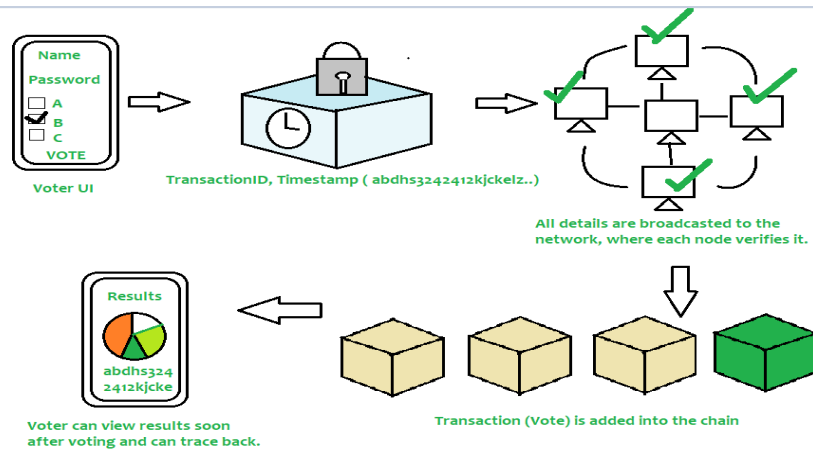 Name
Password
A
B
C
VOTE
Voter UI
TransactionID, Timestamp ( abdhs3242412kjckelz..)
All details are broadcasted to the
network, where each node verifies it.
Results
abdhs324
2412kjcke
Voter can view results soon
after voting and can trace back.
Transaction (Vote) is added into the chain